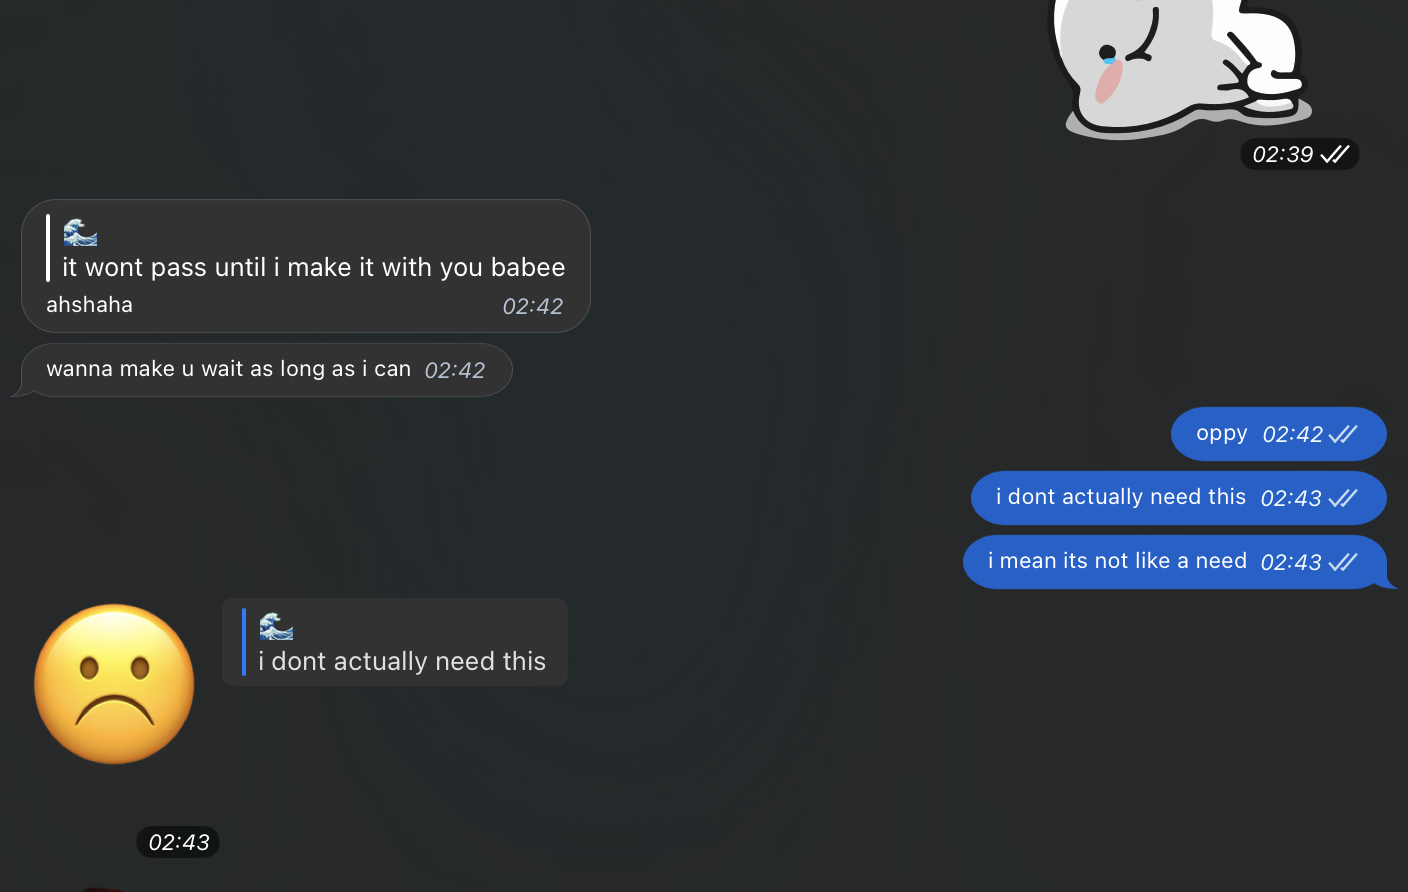 02:39
🌊
it wont pass until i make it with you babee
ahshaha 02:42
wanna make u wait as long as i can 02:42
oppy 02:42
i dont actually need this 02:43
i mean its not like a need 02:43
🌊
i dont actually need this
02:43